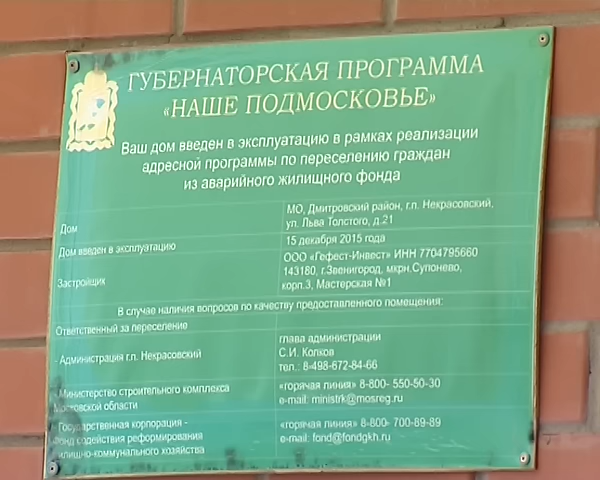 ГУБЕРНАТОРСКАЯ ПРОГРАММА
«НАШЕ ПОДМОСКОВЬЕ»
Ваш дом введен в эксплуатацию в рамках реализации
адресной программы по переселению граждан
из аварийного жилищного фонда
Дом
МО, Дмитровский район, г.п. Некрасовский,
ул. Льва Толстого, д.21
Дом введен в эксплуатацию
15 декабря 2015 года
Застройщик
ООО «Гефест-Инвест» ИНН 7704795660
143180, г.Звенигород, мкрн.Супонево,
корп.3, Мастерская №1
В случае наличия вопросов по качеству предоставленного помещения:
Ответственный за переселение
- Администрация г.п. Некрасовский
глава администрации
С.И. Копков
тел.: 8-498-672-84-66
- Министерство строительного комплекса
Московской области
«горячая линия» 8-800- 550-50-30
e-mail: ministrk@mosreg.ru
- Государственная корпорация -
фонд содействия реформированию
жилищно-коммунального хозяйства
«горячая линия» 8-800- 700-89-89
e-mail: fond@fondgkh.ru